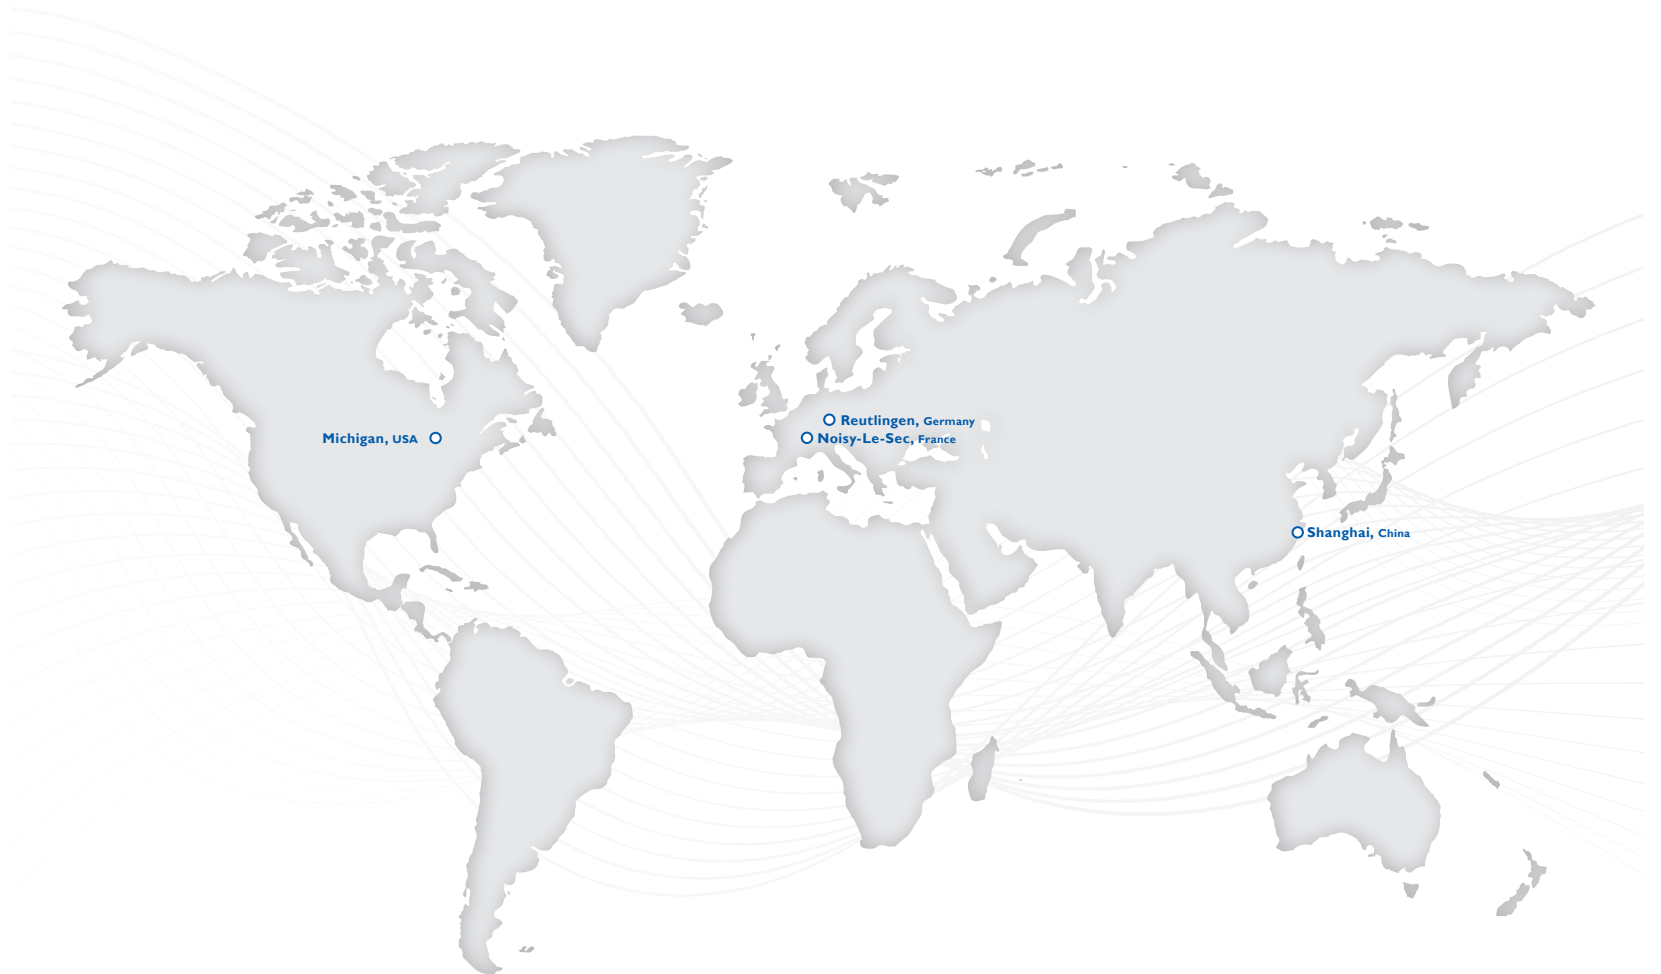 Reutlingen, Germany
Michigan, USA
Noisy-Le-Sec, France
Shanghai, China